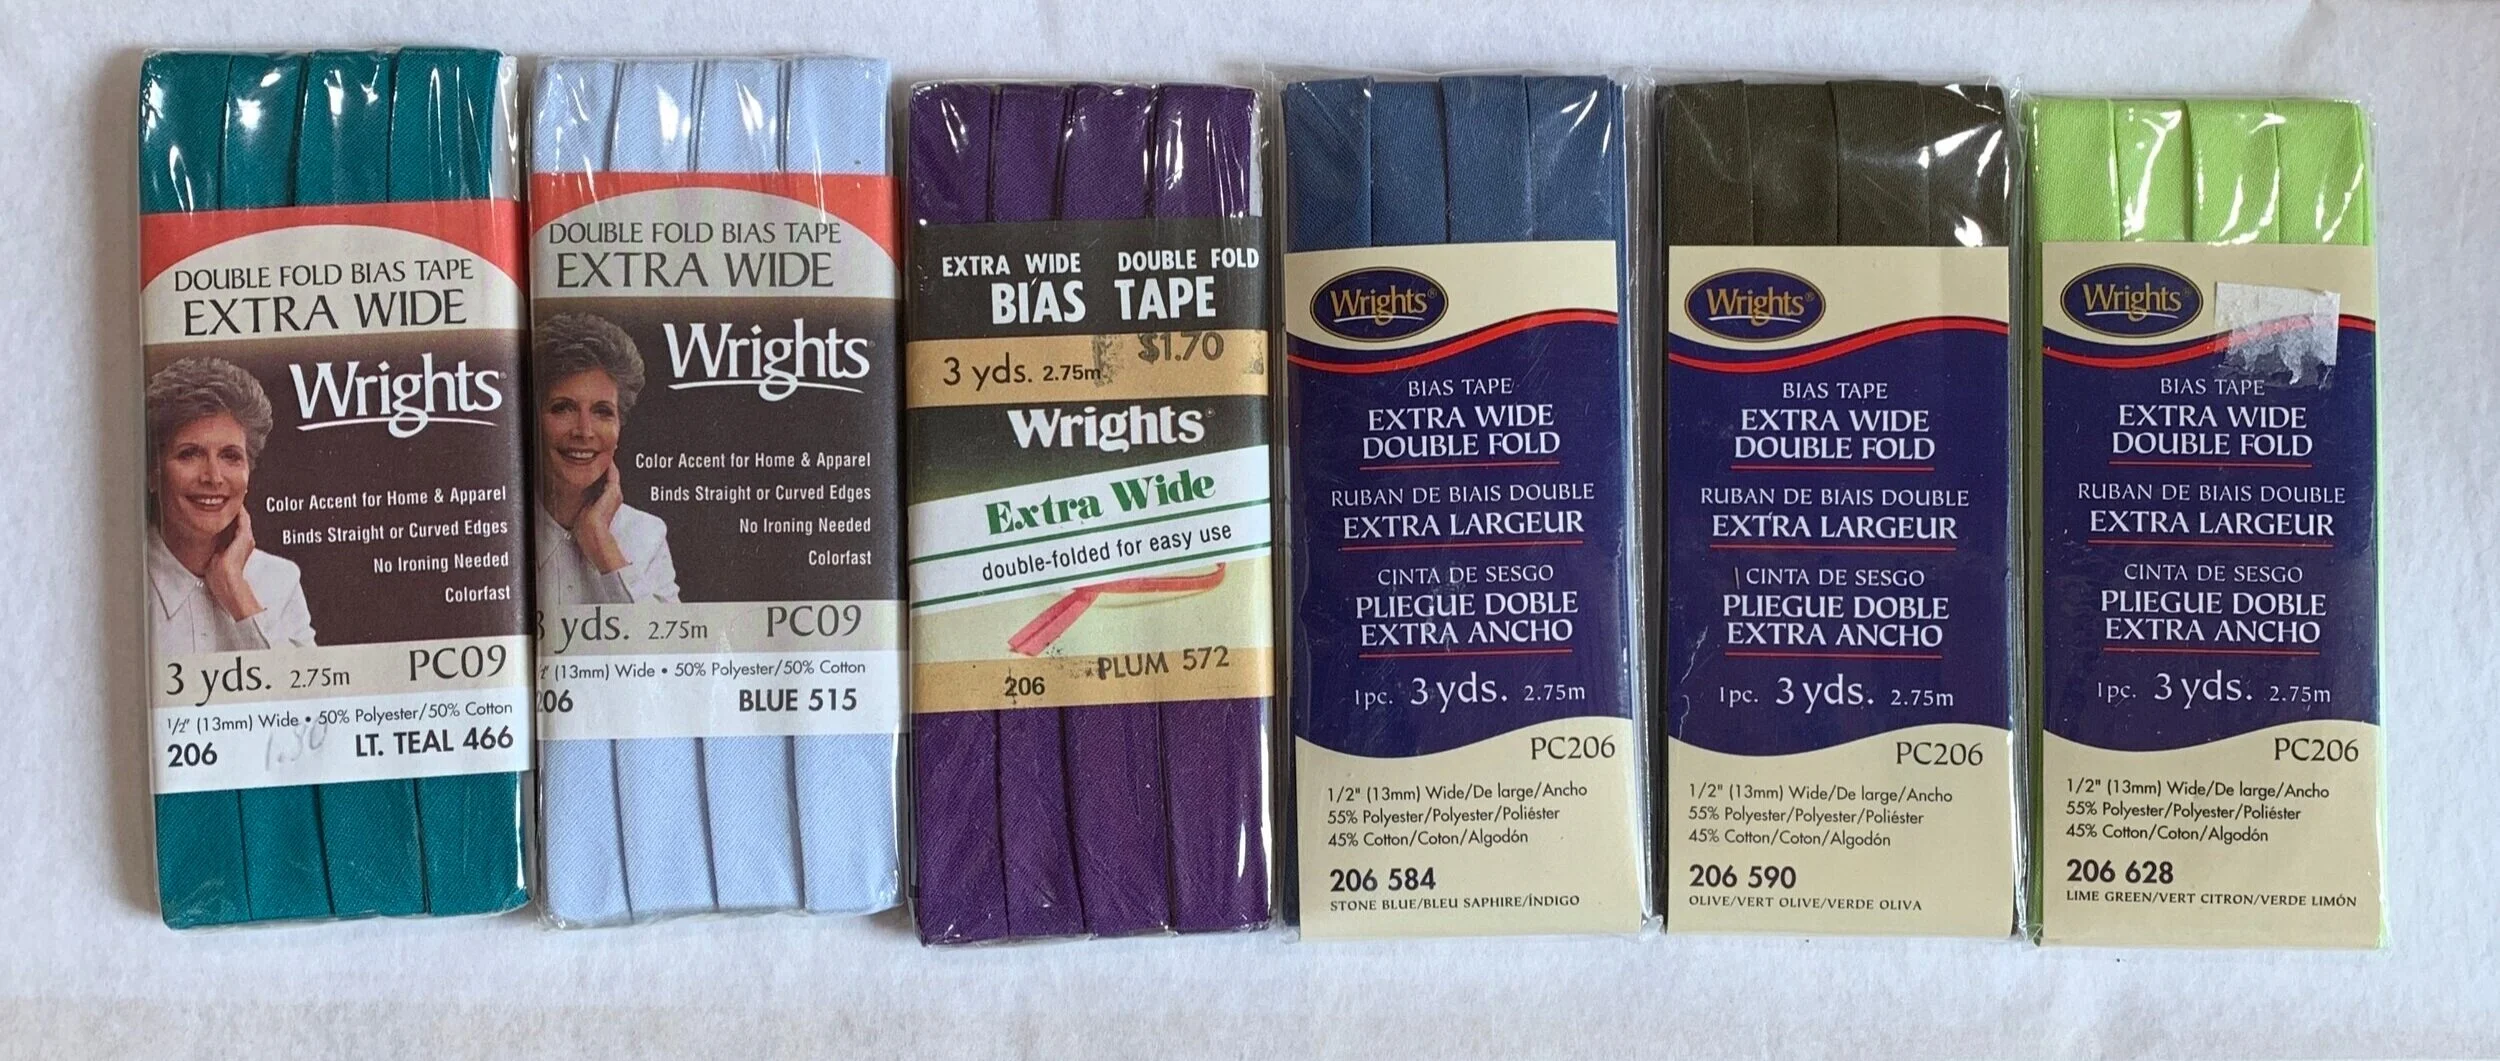 DOUBLE FOLD BIAS TAPE
EXTRA WIDE
Wrights
Color Accent for Home & Apparel
Binds Straight or Curved Edges
No Ironing Needed
Colorfast
3 yds. 2.75m PC09
1/2" (13mm) Wide • 50% Polyester/50% Cotton
206 1.30 LT. TEAL 466
DOUBLE FOLD BIAS TAPE
EXTRA WIDE
Wrights
Color Accent for Home & Apparel
Binds Straight or Curved Edges
No Ironing Needed
Colorfast
3 yds. 2.75m PC09
(13mm) Wide • 50% Polyester/50% Cotton
206 BLUE 515
EXTRA WIDE DOUBLE FOLD
BIAS TAPE
3 yds. 2.75m $1.70
Wrights®
Extra Wide
double-folded for easy use
206 PLUM 572
Wrights®
BIAS TAPE
EXTRA WIDE
DOUBLE FOLD
RUBAN DE BIAIS DOUBLE
EXTRA LARGEUR
CINTA DE SESGO
PLIEGUE DOBLE
EXTRA ANCHO
1pc. 3 yds. 2.75m
PC206
1/2" (13mm) Wide/De large/Ancho
55% Polyester/Polyester/Poliéster
45% Cotton/Coton/Algodón
206 584
STONE BLUE/BLEU SAPHIRE/ÍNDIGO
Wrights®
BIAS TAPE
EXTRA WIDE
DOUBLE FOLD
RUBAN DE BIAIS DOUBLE
EXTRA LARGEUR
CINTA DE SESGO
PLIEGUE DOBLE
EXTRA ANCHO
1pc. 3 yds. 2.75m
PC206
1/2" (13mm) Wide/De large/Ancho
55% Polyester/Polyester/Poliéster
45% Cotton/Coton/Algodón
206 590
OLIVE/VERT OLIVE/VERDE OLIVA
Wrights®
BIAS TAPE
EXTRA WIDE
DOUBLE FOLD
RUBAN DE BIAIS DOUBLE
EXTRA LARGEUR
CINTA DE SESGO
PLIEGUE DOBLE
EXTRA ANCHO
1pc. 3 yds. 2.75m
PC206
1/2" (13mm) Wide/De large/Ancho
55% Polyester/Polyester/Poliéster
45% Cotton/Coton/Algodón
206 628
LIME GREEN/VERT CITRON/VERDE LIMÓN